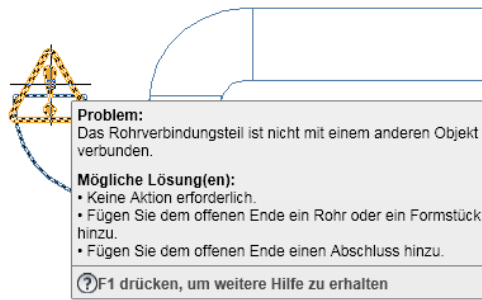 Problem:
Das Rohrverbindungsteil ist nicht mit einem anderen Objekt
verbunden.
Mögliche Lösung(en):
• Keine Aktion erforderlich.
• Fügen Sie dem offenen Ende ein Rohr oder ein Formstück
hinzu.
• Fügen Sie dem offenen Ende einen Abschluss hinzu.
?F1 drücken, um weitere Hilfe zu erhalten